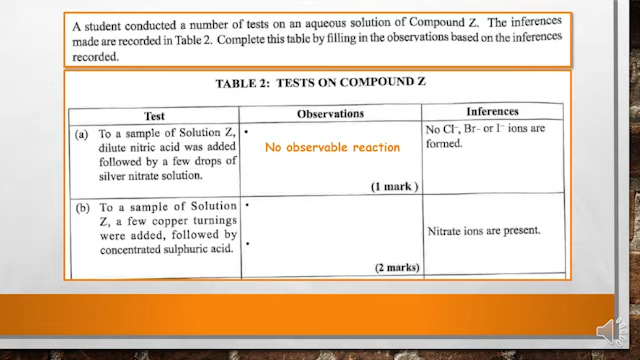 A student conducted a number of tests on an aqueous solution of Compound Z. The inferences
made are recorded in Table 2. Complete this table by filling in the observations based on the inferences
recorded.
TABLE 2: TESTS ON COMPOUND Z
Test
Observations
Inferences
(a) To a sample of Solution Z,
dilute nitric acid was added
followed by a few drops of
silver nitrate solution.
• No observable reaction
(1 mark )
No Cl⁻, Br- or I⁻ ions are
formed.
(b) To a sample of Solution
Z, a few copper turnings
were added, followed by
concentrated sulphuric acid.
•
•
(2 marks)
Nitrate ions are present.